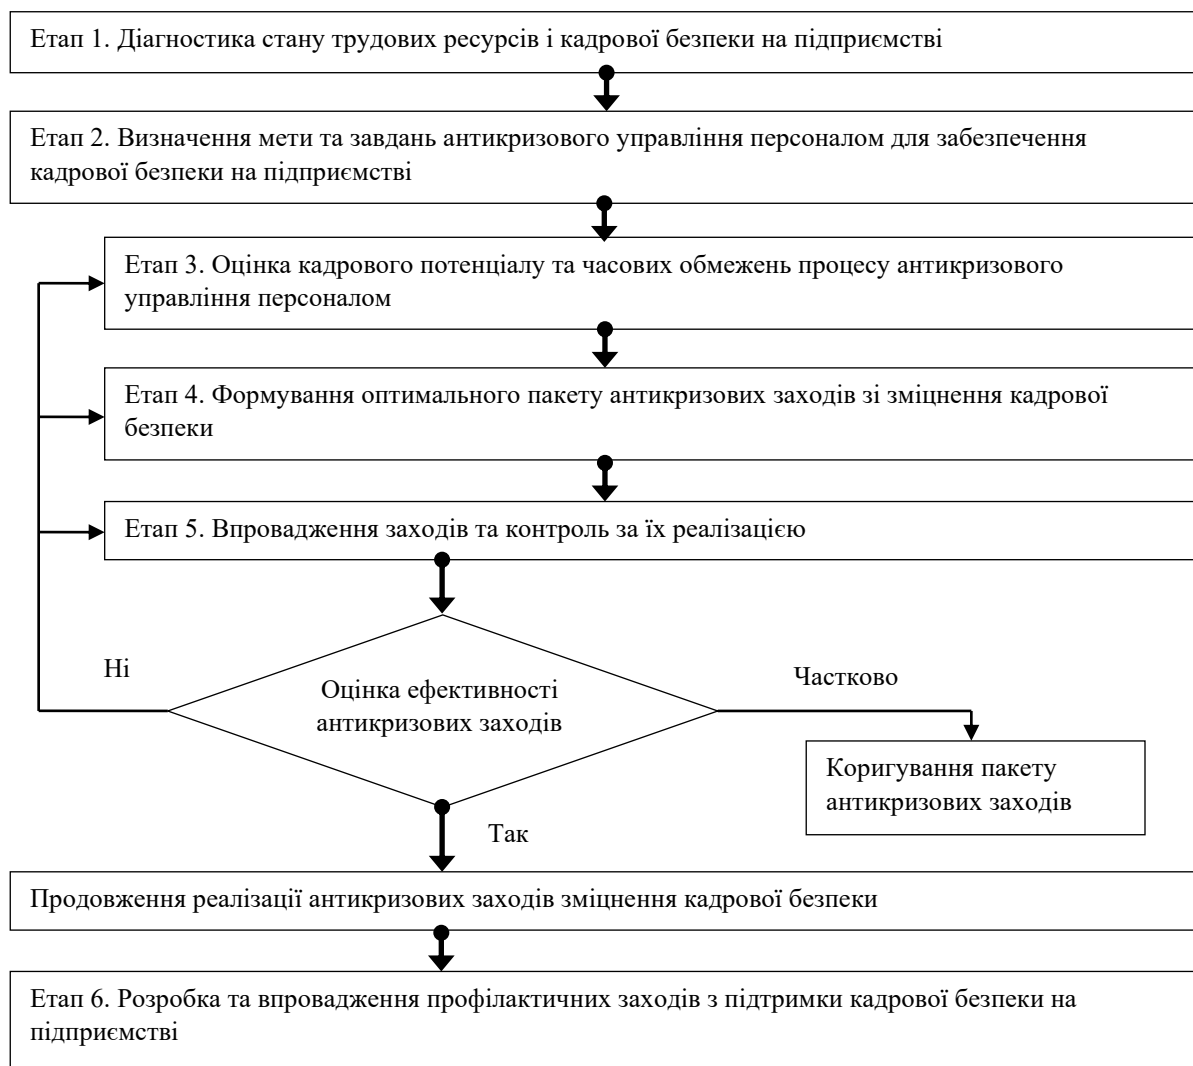 Етап 1. Діагностика стану трудових ресурсів і кадрової безпеки на підприємстві
Етап 2. Визначення мети та завдань антикризового управління персоналом для забезпечення
кадрової безпеки на підприємстві
Етап 3. Оцінка кадрового потенціалу та часових обмежень процесу антикризового
управління персоналом
Етап 4. Формування оптимального пакету антикризових заходів зі зміцнення кадрової
безпеки
Етап 5. Впровадження заходів та контроль за їх реалізацією
Ні
Оцінка ефективності
антикризових заходів
Частково
Коригування пакету
антикризових заходів
Так
Продовження реалізації антикризових заходів зміцнення кадрової безпеки
Етап 6. Розробка та впровадження профілактичних заходів з підтримки кадрової безпеки на
підприємстві